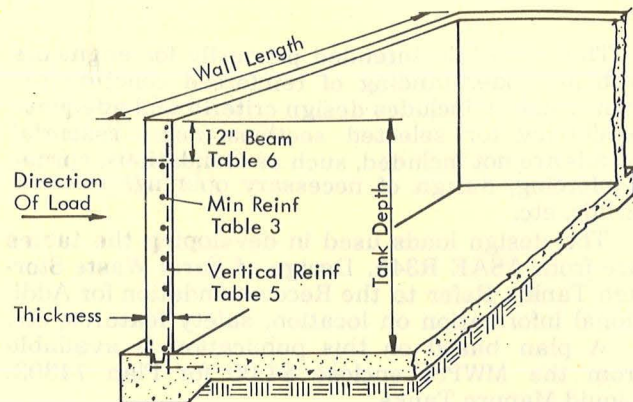 Wall Length
12" Beam
Table 6
Direction
Of Load
Min Reinf
Table 3
Tank Depth
Vertical Reinf
Table 5
Thickness